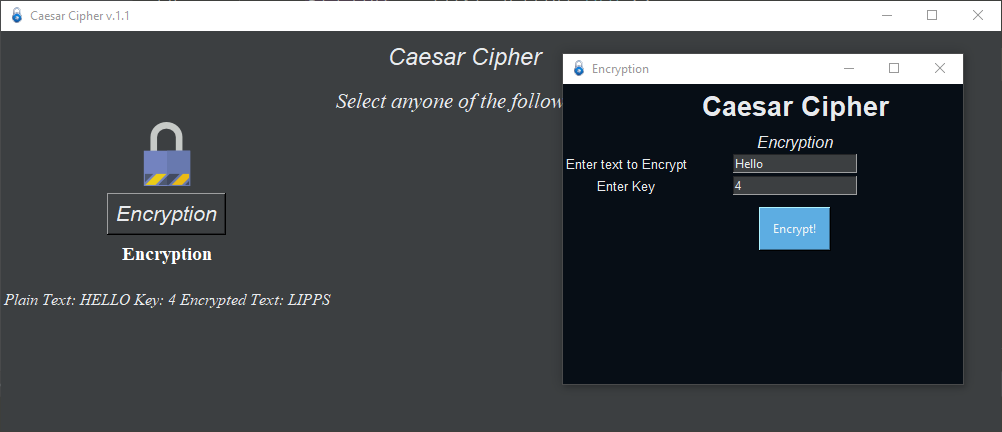 Caesar Cipher v.1.1
Caesar Cipher
Select anyone of the follow
Encryption
Encryption
Plain Text: HELLO Key: 4 Encrypted Text: LIPPS
Encryption
Caesar Cipher
Encryption
Enter text to Encrypt Hello
Enter Key 4
Encrypt!